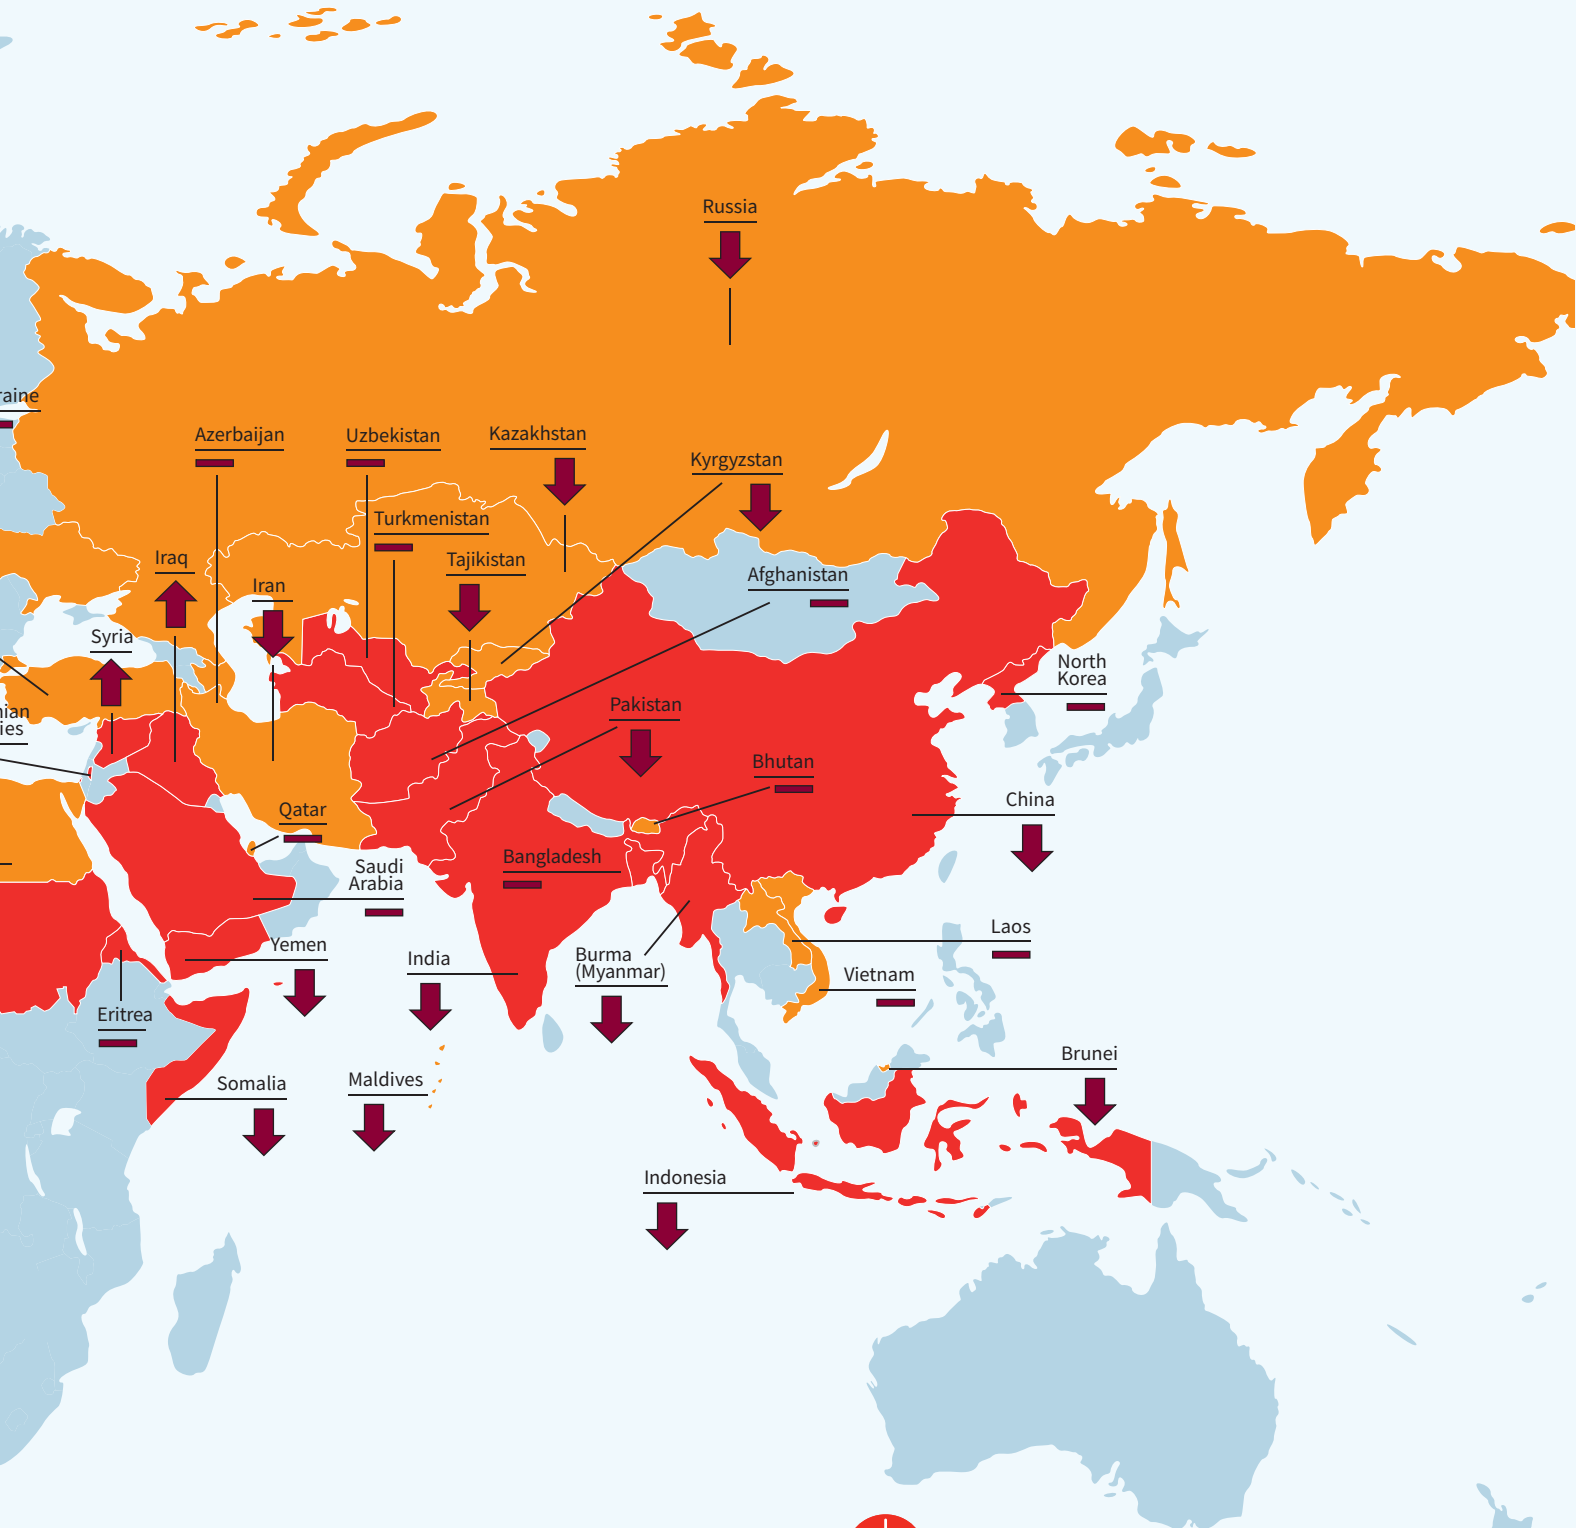 Russia
raine
Azerbaijan
Uzbekistan
Kazakhstan
Kyrgyzstan
Turkmenistan
Iraq
Tajikistan
Iran
Afghanistan
Syria
North
Korea
Pakistan
nian
ies
Bhutan
China
Qatar
Bangladesh
Saudi
Arabia
Laos
Yemen
India
Burma
(Myanmar)
Vietnam
Eritrea
Brunei
Somalia
Maldives
Indonesia